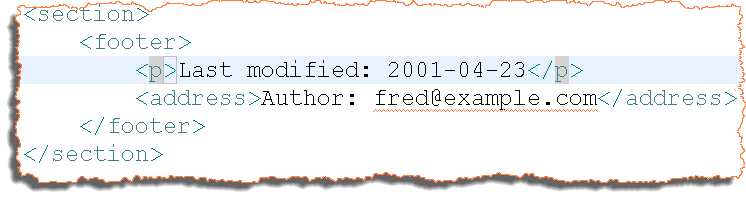 <section>
    <footer>
        <p>Last modified: 2001-04-23</p>
        <address>Author: fred@example.com</address>
    </footer>
</section>